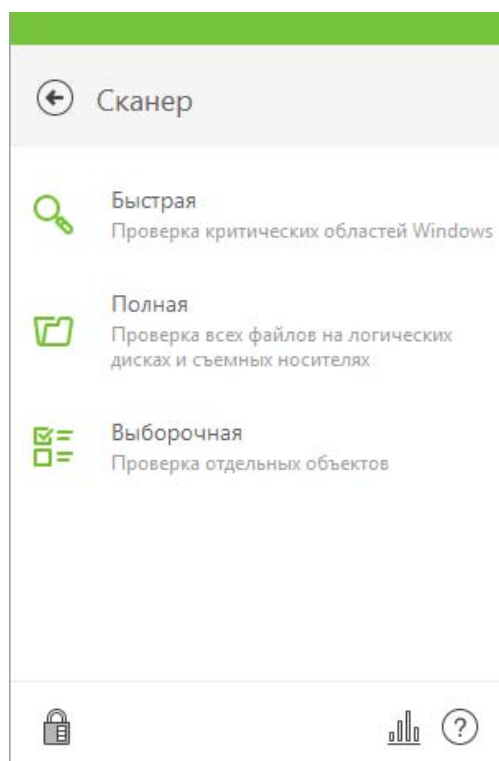 Сканер
Быстрая
Проверка критических областей Windows
Полная
Проверка всех файлов на логических
дисках и съемных носителях
Выборочная
Проверка отдельных объектов
?